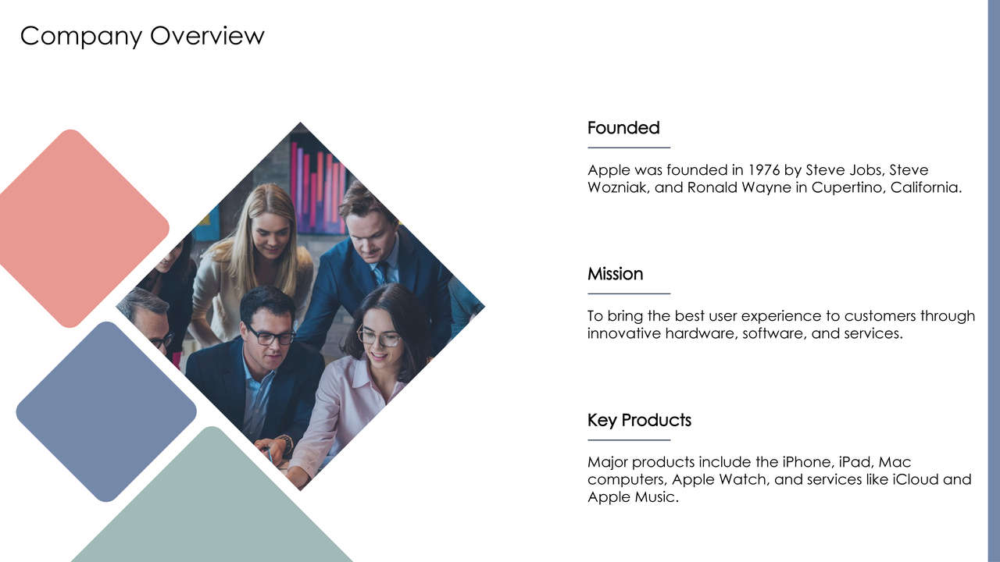 Company Overview
Founded
Apple was founded in 1976 by Steve Jobs, Steve
Wozniak, and Ronald Wayne in Cupertino, California.
Mission
To bring the best user experience to customers through
innovative hardware, software, and services.
Key Products
Major products include the iPhone, iPad, Mac
computers, Apple Watch, and services like iCloud and
Apple Music.